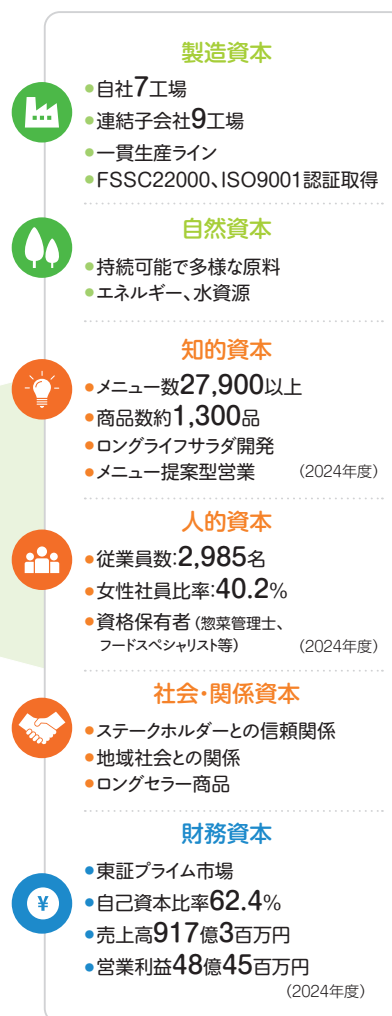 製造資本
●自社7工場
●連結子会社9工場
●一貫生産ライン
●FSSC22000、ISO9001認証取得
自然資本
●持続可能で多様な原料
●エネルギー、水資源
知的資本
●メニュー数27,900以上
●商品数約1,300品
●ロングライフサラダ開発
●メニュー提案型営業 (2024年度)
人的資本
●従業員数:2,985名
●女性社員比率:40.2%
●資格保有者(惣菜管理士、
フードスペシャリスト等) (2024年度)
社会・関係資本
●ステークホルダーとの信頼関係
●地域社会との関係
●ロングセラー商品
財務資本
●東証プライム市場
¥
●自己資本比率62.4%
●売上高917億3百万円
●営業利益48億45百万円
(2024年度)